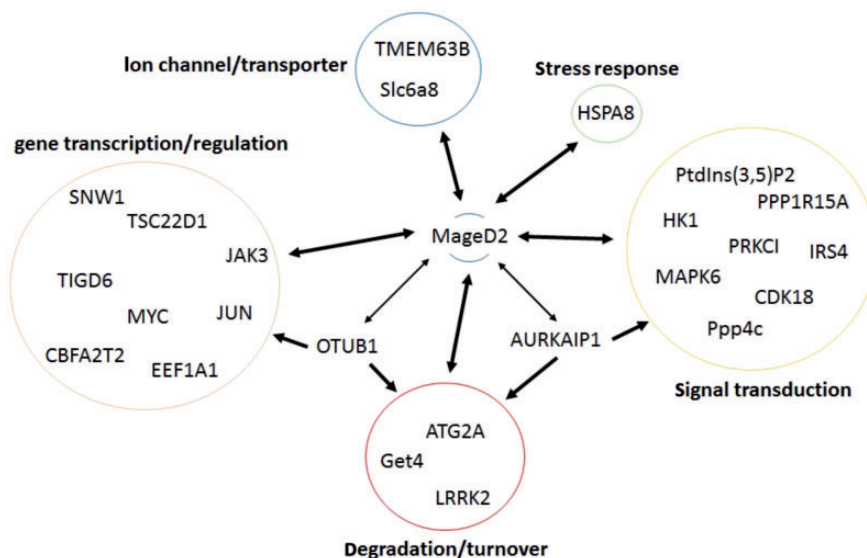 Ion channel/transporter
TMEM63B
Slc6a8
Stress response
HSPA8
gene transcription/regulation
SNW1
TSC22D1
JAK3
TIGD6
MYC
JUN
CBFA2T2
EEF1A1
MageD2
PtdIns(3,5)P2
PPP1R15A
HK1
PRKCI
IRS4
MAPK6
CDK18
Ppp4c
Signal transduction
OTUB1
AURKAIP1
ATG2A
Get4
LRRK2
Degradation/turnover